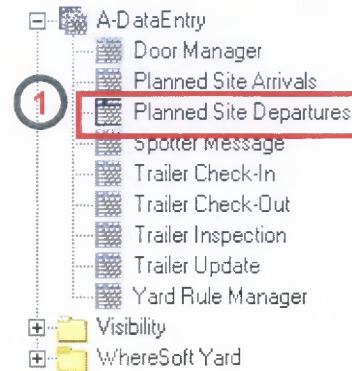 A-DataEntry
Door Manager
Planned Site Arrivals
1
Planned Site Departures
Spotter Message
Trailer Check-In
Trailer Check-Out
Trailer Inspection
Trailer Update
Yard Rule Manager
Visibility
WhereSoft Yard